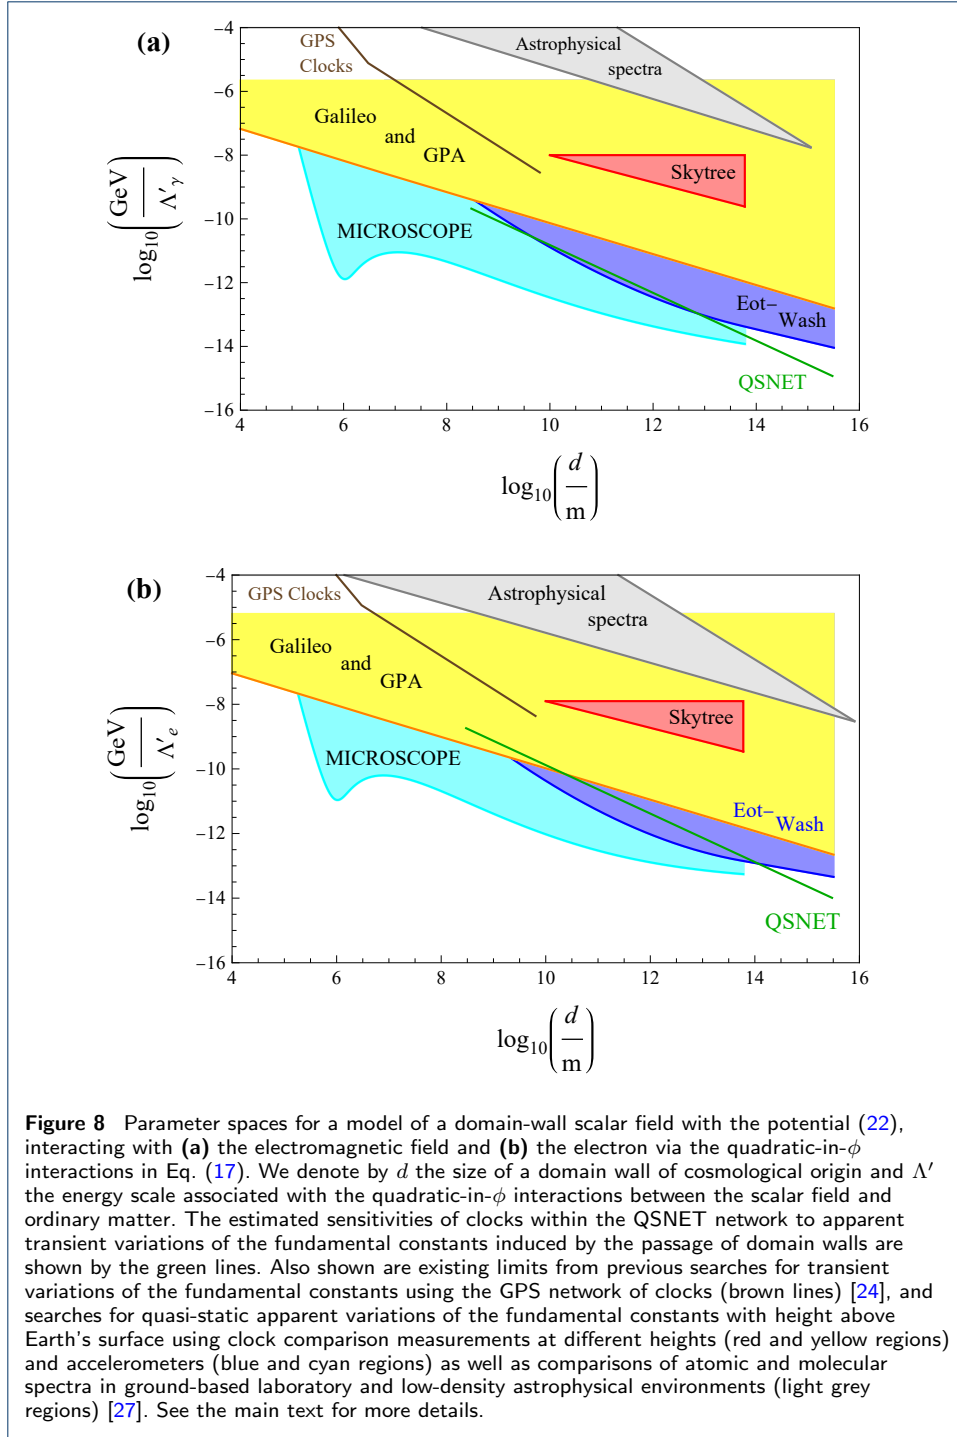 (a)
−4
−6
−8
−10
−12
−14
−16
log10(GeV/Λ′γ)
GPS
Clocks
Astrophysical
spectra
Galileo
and
GPA
Skytree
MICROSCOPE
Eot−
Wash
QSNET
4 6 8 10 12 14 16
log10(d/m)
(b)
−4
−6
−8
−10
−12
−14
−16
log10(GeV/Λ′e)
GPS Clocks
Astrophysical
spectra
Galileo
and
GPA
Skytree
MICROSCOPE
Eot−
Wash
QSNET
4 6 8 10 12 14 16
log10(d/m)
Figure 8 Parameter spaces for a model of a domain-wall scalar field with the potential (22),
interacting with (a) the electromagnetic field and (b) the electron via the quadratic-in-ϕ
interactions in Eq. (17). We denote by d the size of a domain wall of cosmological origin and Λ′
the energy scale associated with the quadratic-in-ϕ interactions between the scalar field and
ordinary matter. The estimated sensitivities of clocks within the QSNET network to apparent
transient variations of the fundamental constants induced by the passage of domain walls are
shown by the green lines. Also shown are existing limits from previous searches for transient
variations of the fundamental constants using the GPS network of clocks (brown lines) [24], and
searches for quasi-static apparent variations of the fundamental constants with height above
Earth's surface using clock comparison measurements at different heights (red and yellow regions)
and accelerometers (blue and cyan regions) as well as comparisons of atomic and molecular
spectra in ground-based laboratory and low-density astrophysical environments (light grey
regions) [27]. See the main text for more details.